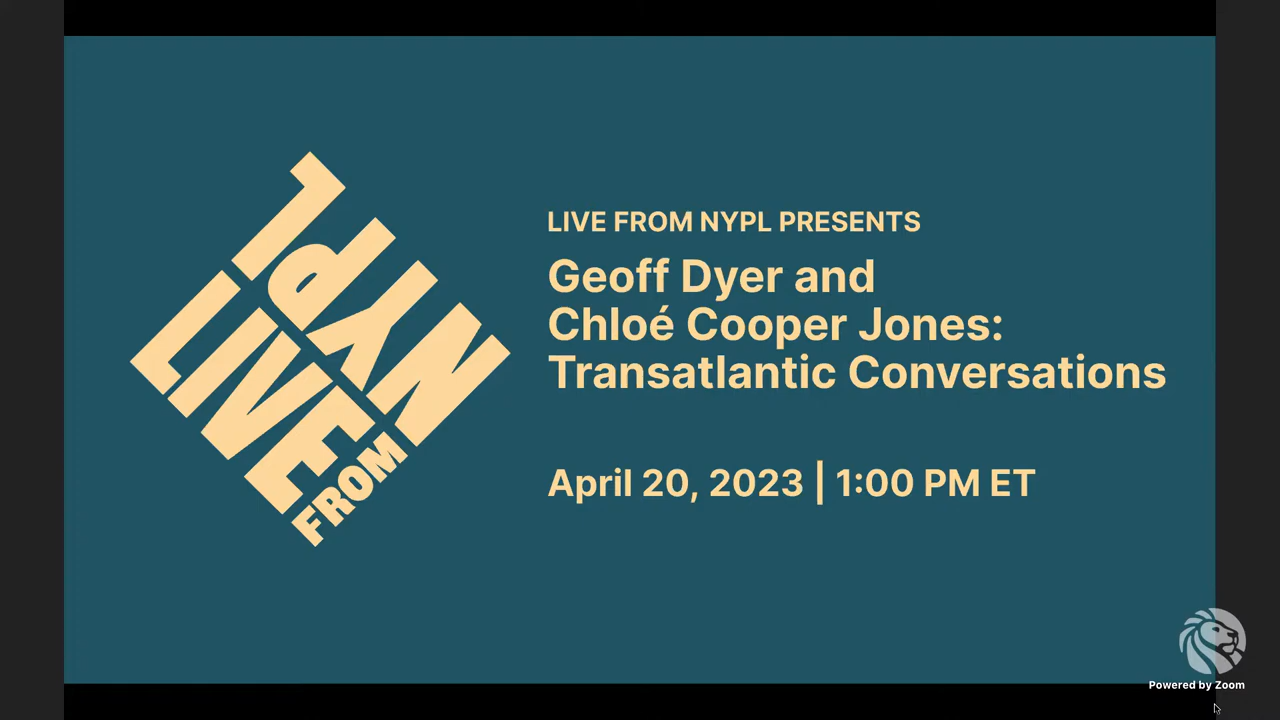 LIVE
FROM
NYPL
LIVE FROM NYPL PRESENTS
Geoff Dyer and
Chloé Cooper Jones:
Transatlantic Conversations
April 20, 2023 | 1:00 PM ET
Powered by Zoom